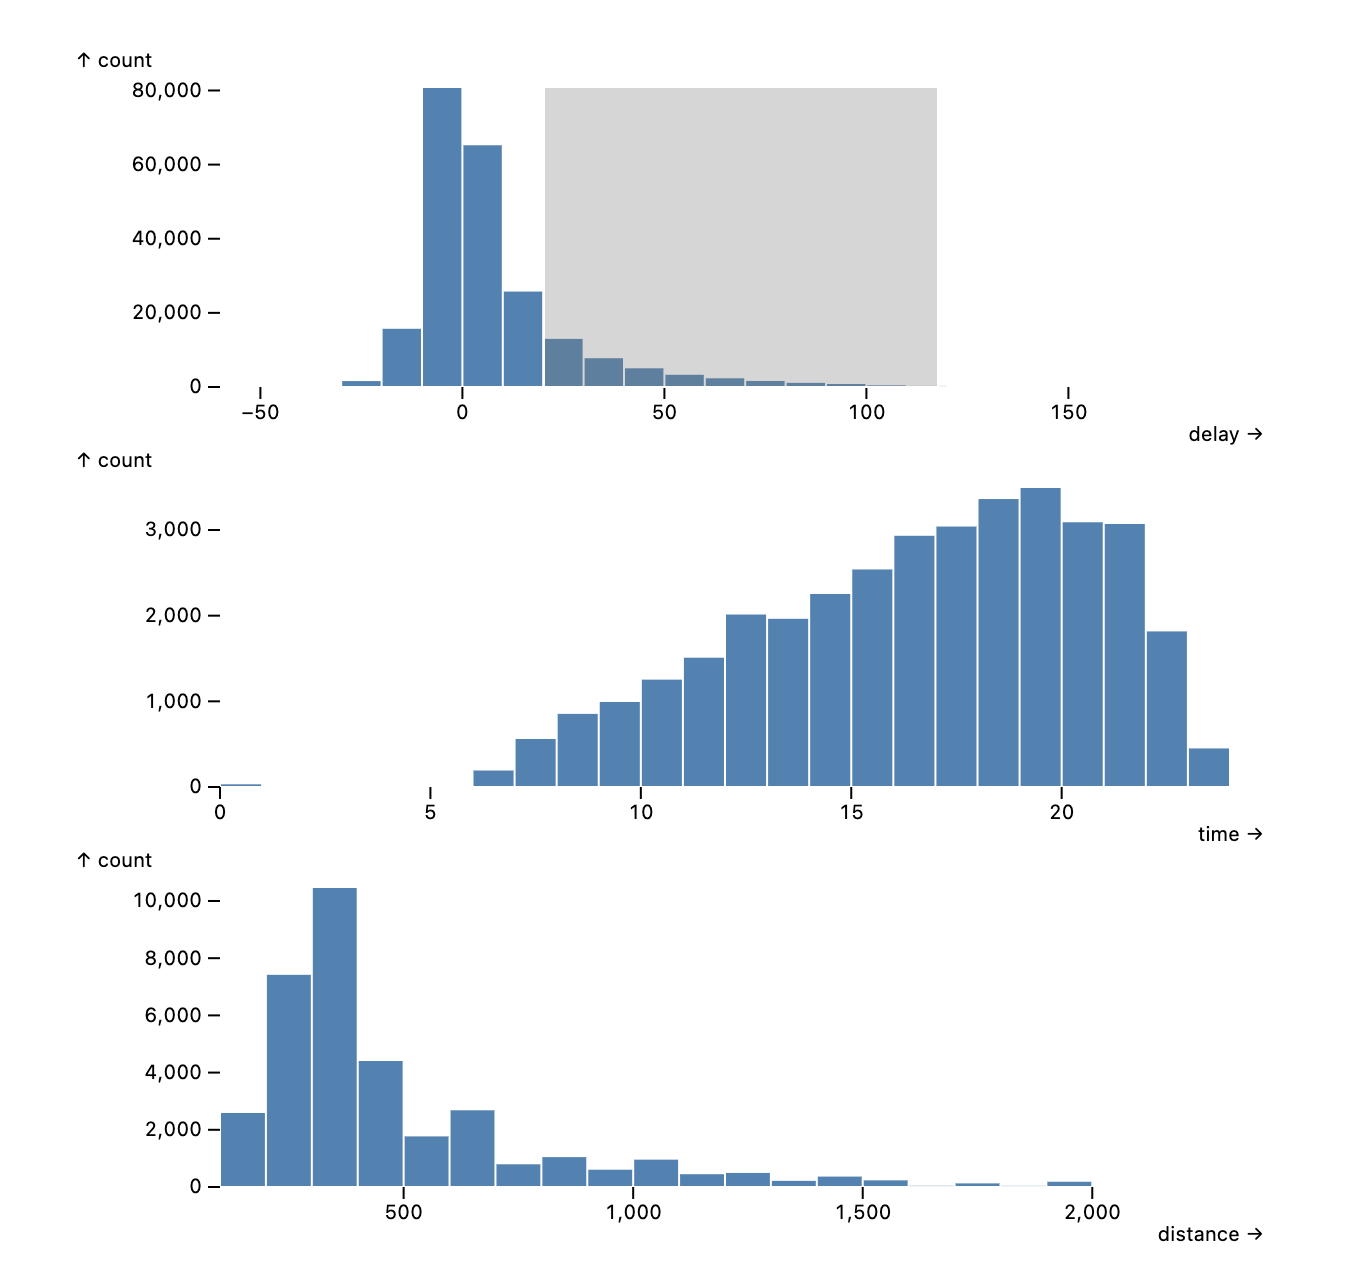 ↑ count
80,000
60,000
40,000
20,000
0
−50 0 50 100 150
delay →
↑ count
3,000
2,000
1,000
0
0 5 10 15 20
time →
↑ count
10,000
8,000
6,000
4,000
2,000
0
500 1,000 1,500 2,000
distance →